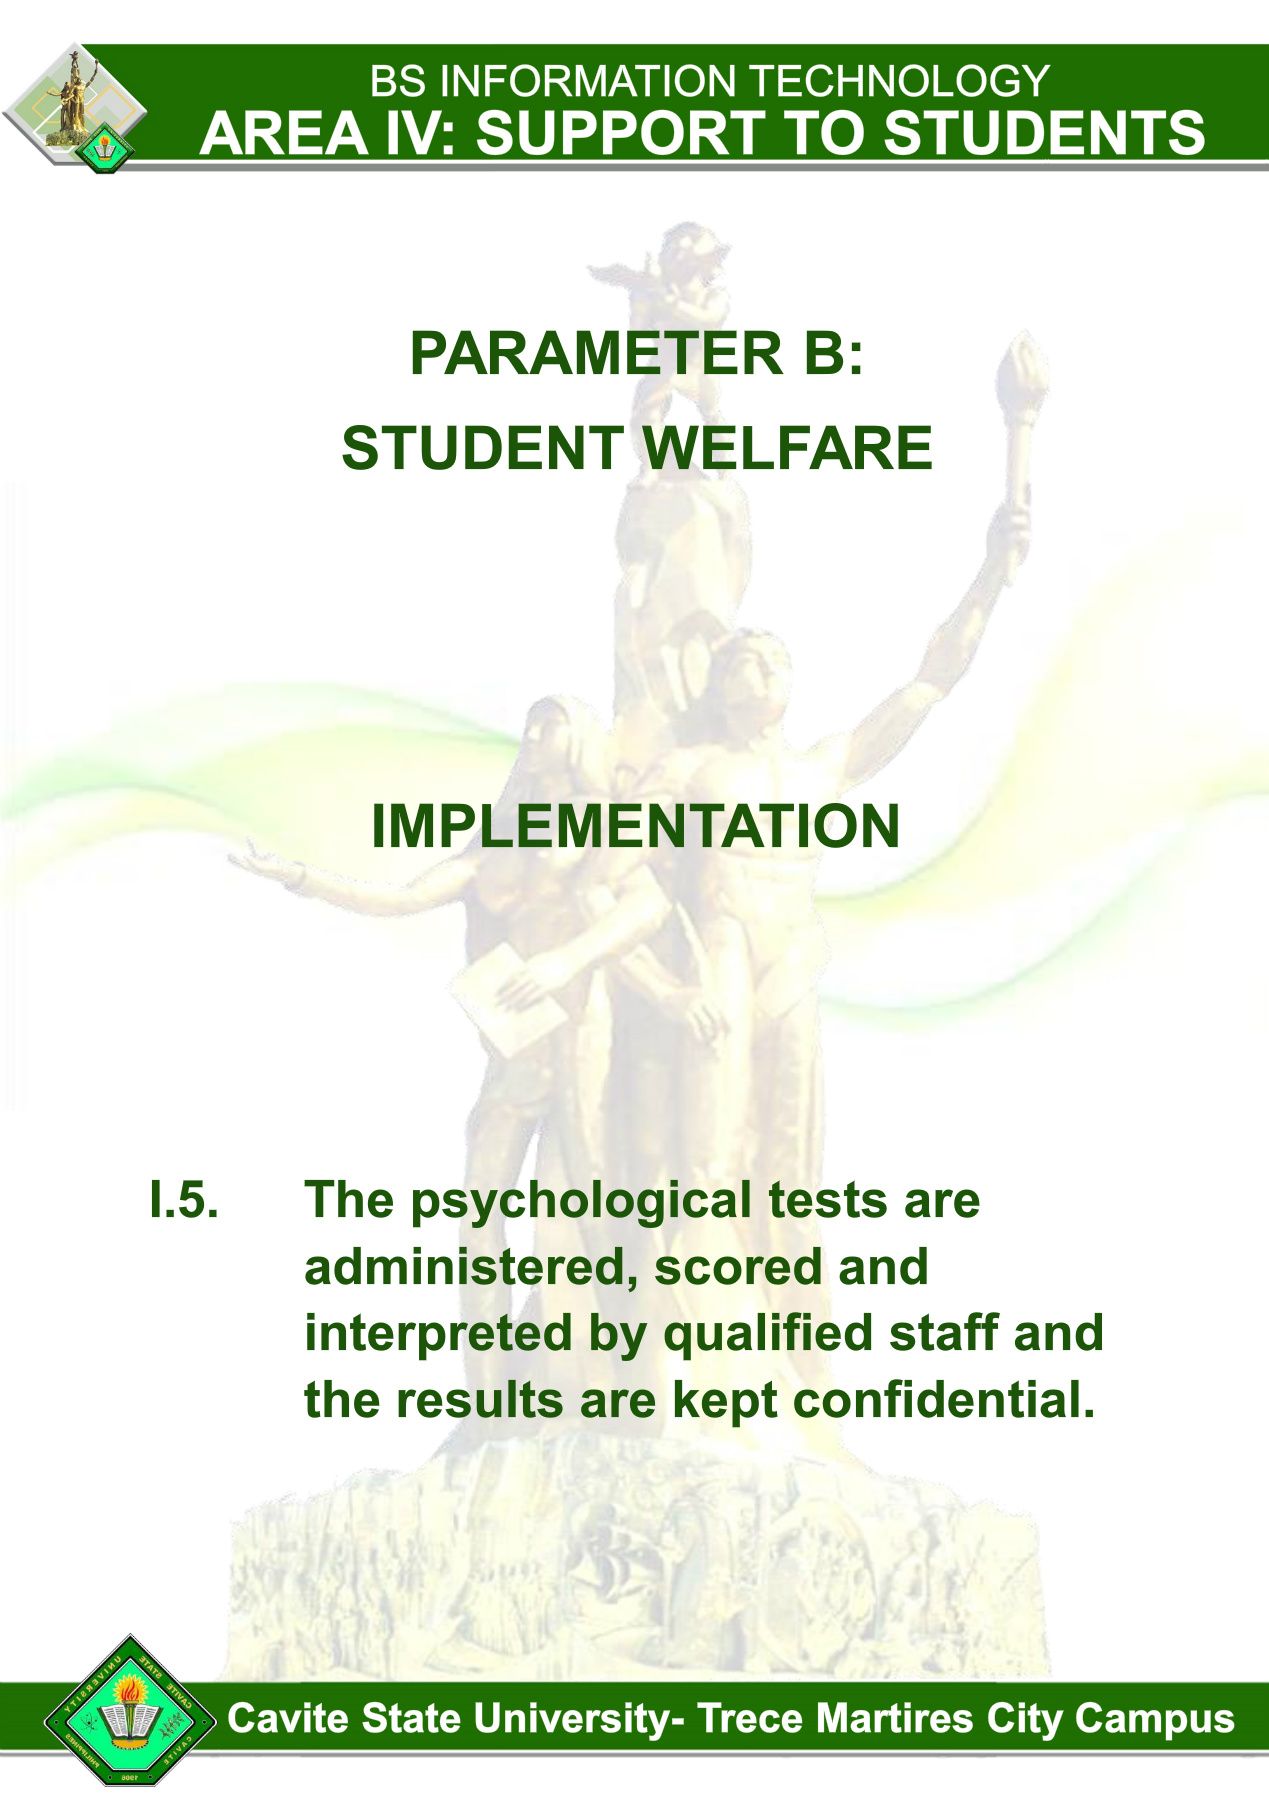 BS INFORMATION TECHNOLOGY
AREA IV: SUPPORT TO STUDENTS
PARAMETER B:
STUDENT WELFARE
IMPLEMENTATION
I.5. The psychological tests are
administered, scored and
interpreted by qualified staff and
the results are kept confidential.
CAVITE STATE UNIVERSITY
CAVITE
PHILIPPINES
1906
Cavite State University- Trece Martires City Campus